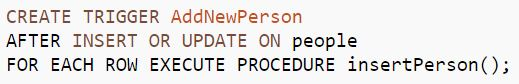 CREATE TRIGGER AddNewPerson
AFTER INSERT OR UPDATE ON people
FOR EACH ROW EXECUTE PROCEDURE insertPerson();